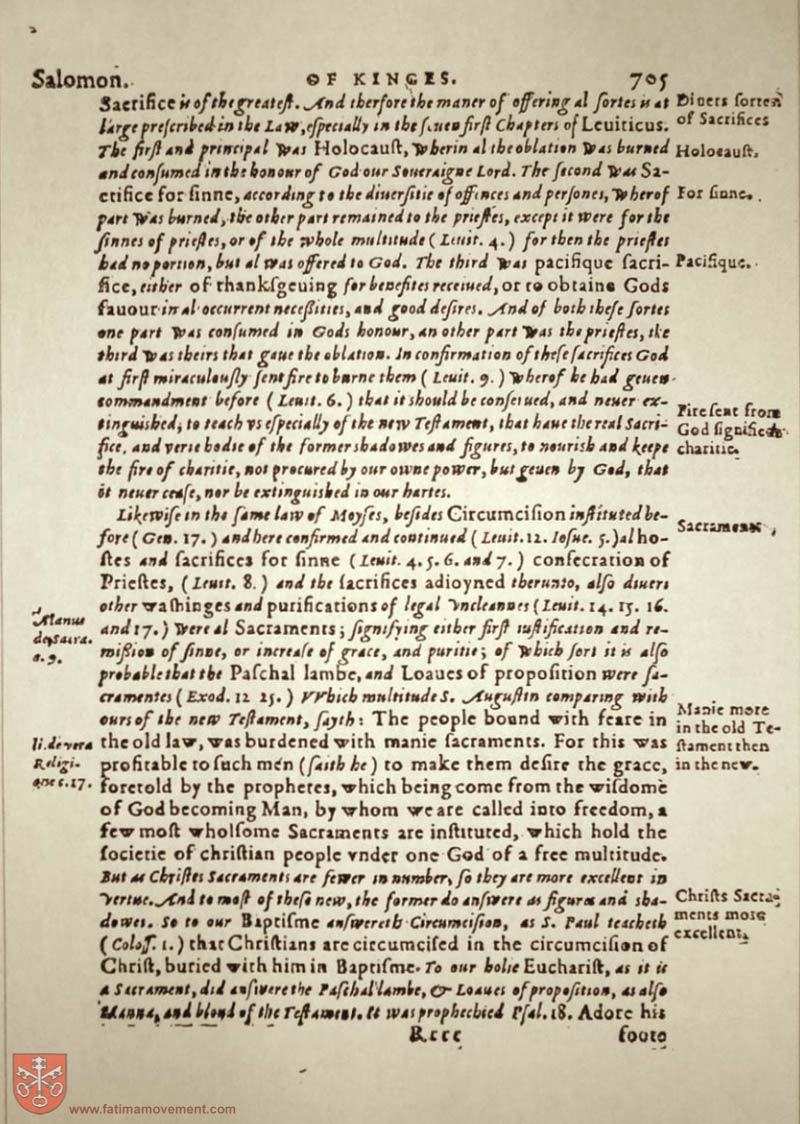 Salomon. OF KINGES. 705
Sacrifice is of the greatest. And therfore the maner of offering al sortes is at
large prescribed in the Law, especially in the seuen first Chapters of Leuiticus.
The first and principal was Holocaust, wherin al the oblation was burned
and consumed in the honour of God our Soueraigne Lord. The second was Sa-
crifice for sinne, according to the diuersitie of offinces and persones, wherof
part was burned, the other part remained to the priestes, except it were for the
sinnes of priestes, or of the whole multitude (Leuit. 4.) for then the priestes
had no portion, but al was offered to God. The third was pacifique sacri-
fice, either of thanksgeuing for benefites receiued, or to obtaine Gods
fauour in al occurrent necessities, and good desires. And of both these sortes
one part was consumed in Gods honour, an other part was the priestes, the
third was theirs that gaue the oblation. In confirmation of these sacrifices God
at first miraculously sent fire to burne them (Leuit. 9.) wherof he had geuen
commandment before (Leuit. 6.) that it should be conserued, and neuer ex-
tinguished; to teach vs especially of the new Testament, that haue the real Sacri-
fice, and verie bodie of the former shadowes and figures, to nourish and keepe
the fire of charitie, not procured by our owne power, but geuen by God, that
it neuer cease, nor be extinguished in our hartes.
Likewise in the same law of Moyses, besides Circumcision instituted be-
fore (Gen. 17.) and here confirmed and continued (Leuit. 12. Iosue. 5.) al ho-
stes and sacrifices for sinne (Leuit. 4. 5. 6. and 7.) consecration of
Priestes, (Leuit. 8.) and the sacrifices adioyned therunto, also diuers
other washinges and purifications of legal vncleannes (Leuit. 14. 15. 16.
and 17.) were al Sacraments; signifying either first iustification and re-
mission of sinne, or increase of grace, and puritie; of which sort it is also
probable that the Paschal lambe, and Loaues of proposition were sa-
cramentes (Exod. 12 25.) VVhich multitude S. Augustin comparing with
ours of the new Testament, sayth: The people bound with feare in
the old law, was burdened with manie sacraments. For this was
profitable to such men (saith he) to make them desire the grace,
foretold by the prophetes, which being come from the wisdome
of God becoming Man, by whom we are called into freedom, a
few most wholsome Sacraments are instituted, which hold the
societie of christian people vnder one God of a free multitude.
But as Christes Sacraments are fewer in number, so they are more excellent in
vertue. And to most of these new, the former do answere as figures and sha-
dowes. So to our Baptisme answereth Circumcision, as S. Paul teacheth
(Coloss. 1.) that Christians are circumcised in the circumcision of
Christ, buried with him in Baptisme. To our holie Eucharist, as it is
a Sacrament, did answere the Paschal lambe, & Loaues of proposition, as also
Manna, and bloud of the Testament. It was prophecied Psal. 18. Adore his
Rrrr foote
Diuers sortes
of Sacrifices
Holocaust.
For sinne.
Pacifique.
Fire sent from
God signifieth
charitie.
Sacraments
Manie more
in the old Te-
stament then
in the new.
Christs Sacra-
ments more
excellent.
de sacra.
li. de vera
Religi-
one c. 17.
www.fatimamovement.com